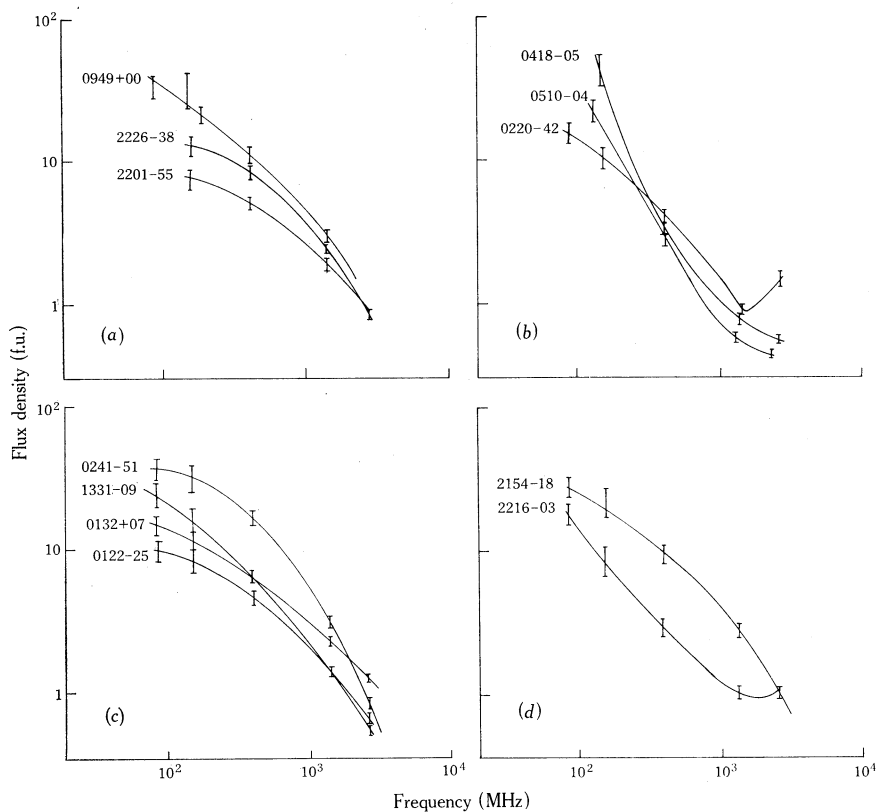 10²
0949+00
2226−38
10
2201−55
1
(a)
0418−05
0510−04
0220−42
(b)
Flux density (f.u.)
10²
0241−51
1331−09
0132+07
10
0122−25
1
(c)
10² 10³ 10⁴
2154−18
2216−03
(d)
10² 10³ 10⁴
Frequency (MHz)